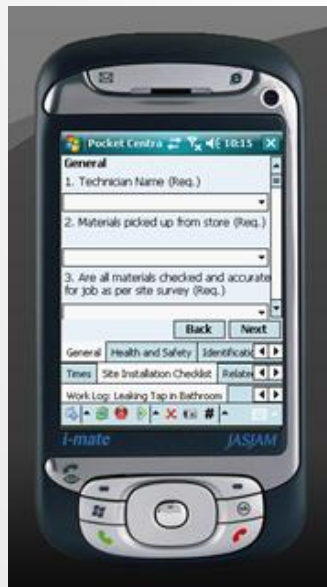 Pocket Centra 10:15
General
1. Technician Name (Req.)
2. Materials picked up from store (Req.)
3. Are all materials checked and accurate
for job as per site survey (Req.)
Back Next
General Health and Safety Identificatic
Times Site Installation Checklist Relate
Work Log: Leaking Tap in Bathroom
#
i-mate JASJAM
OK